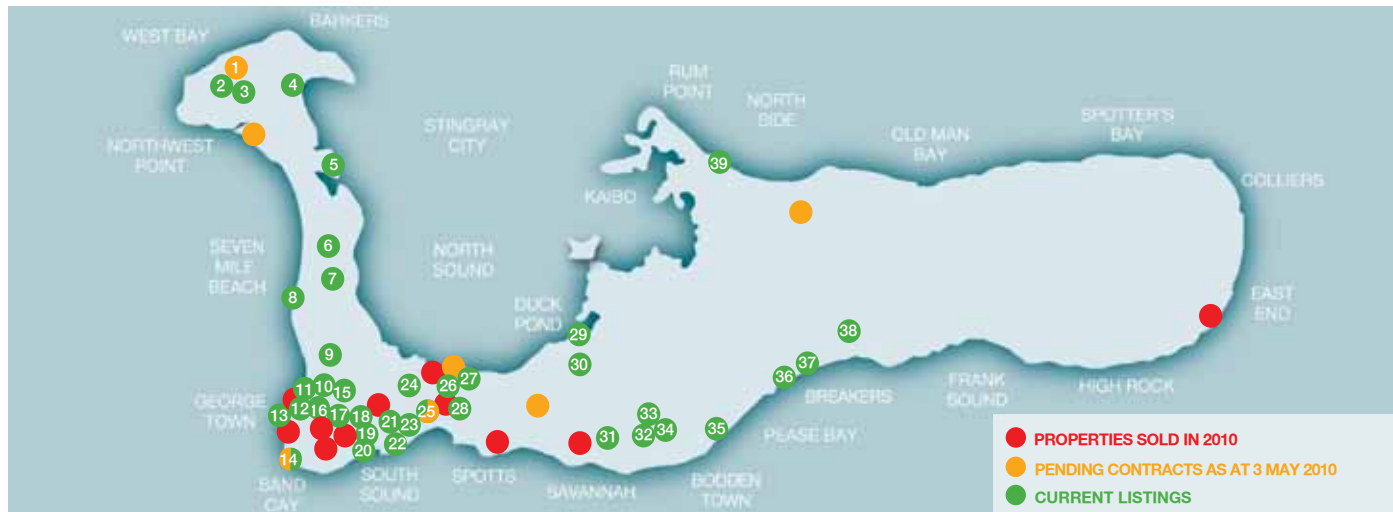 BARKERS
WEST BAY
1
2
3
4
NORTHWEST
POINT
5
STINGRAY
CITY
RUM
POINT
NORTH
SIDE
OLD MAN
BAY
SPOTTER'S
BAY
COLLIERS
39
KAIBO
SEVEN
MILE
BEACH
6
7
8
NORTH
SOUND
DUCK
POND
29
30
EAST
END
38
9
10
11
12
13
14
15
16
17
18
19
20
21
22
23
24
25
26
27
28
GEORGE
TOWN
SAND
CAY
SOUTH
SOUND
SPOTTS
SAVANNAH
31
32
33
34
35
BODDEN
TOWN
36
37
PEASE BAY
BREAKERS
FRANK
SOUND
HIGH ROCK
PROPERTIES SOLD IN 2010
PENDING CONTRACTS AS AT 3 MAY 2010
CURRENT LISTINGS